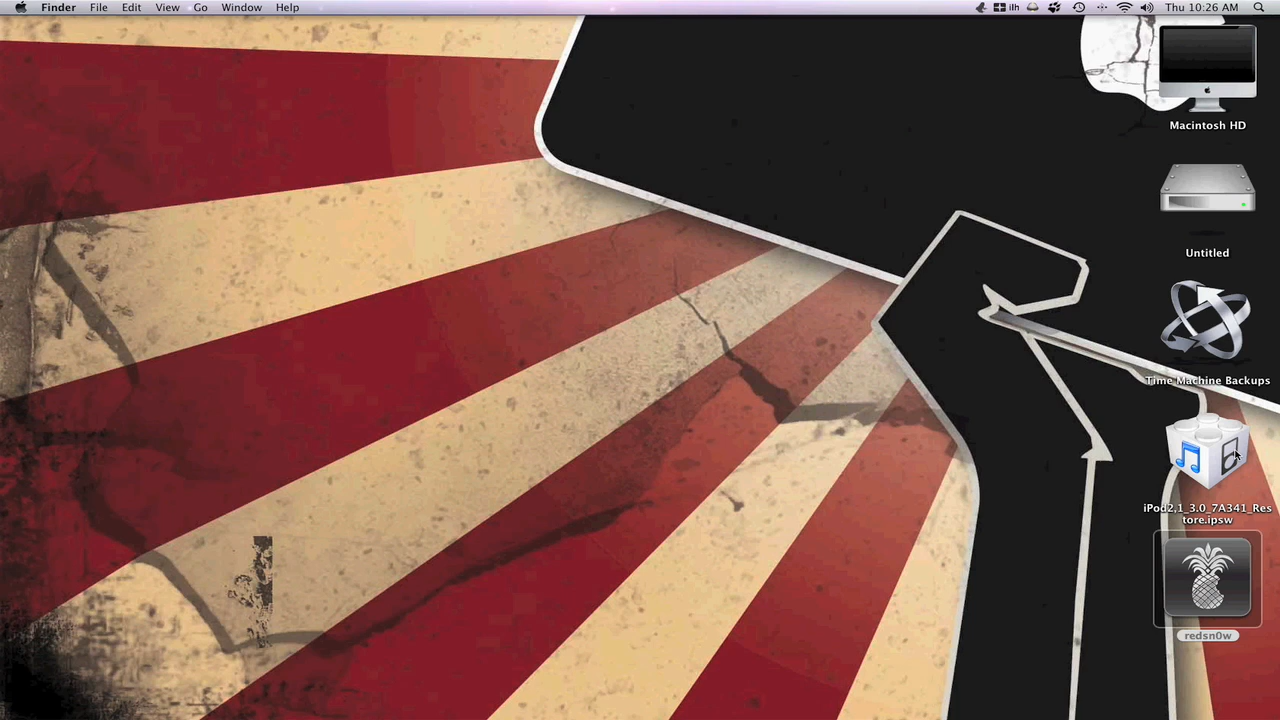 Finder File Edit View Go Window Help ilh Thu 10:26 AM
Macintosh HD
Untitled
Time Machine Backups
iPod2,1_3.0_7A341_Res
tore.ipsw
redsn0w